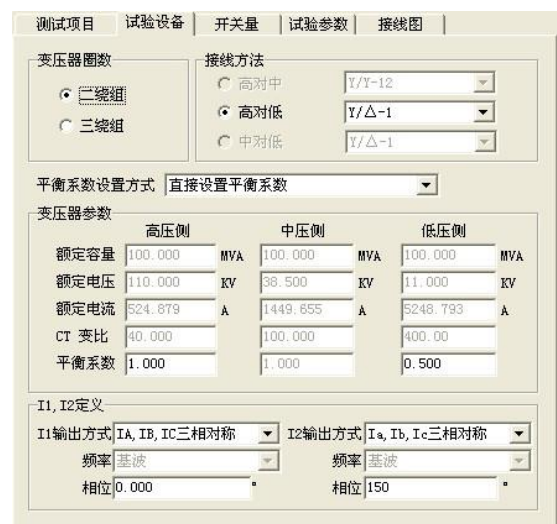 测试项目 试验设备 开关量 试验参数 接线图
变压器圈数 接线方法
高对中 Y/Y-12
二绕组
高对低 Y/△-1
三绕组
中对低 Y/△-1
平衡系数设置方式 直接设置平衡系数
变压器参数
高压侧 中压侧 低压侧
额定容量 100.000 MVA 100.000 MVA 100.000 MVA
额定电压 110.000 KV 38.500 KV 11.000 KV
额定电流 524.879 A 1449.655 A 5248.793 A
CT 变比 40.000 100.000 400.00
平衡系数 1.000 1.000 0.500
I1,I2定义
I1输出方式 IA,IB,IC三相对称 I2输出方式 Ia,Ib,Ic三相对称
频率 基波 频率 基波
相位 0.000 ° 相位 150 °